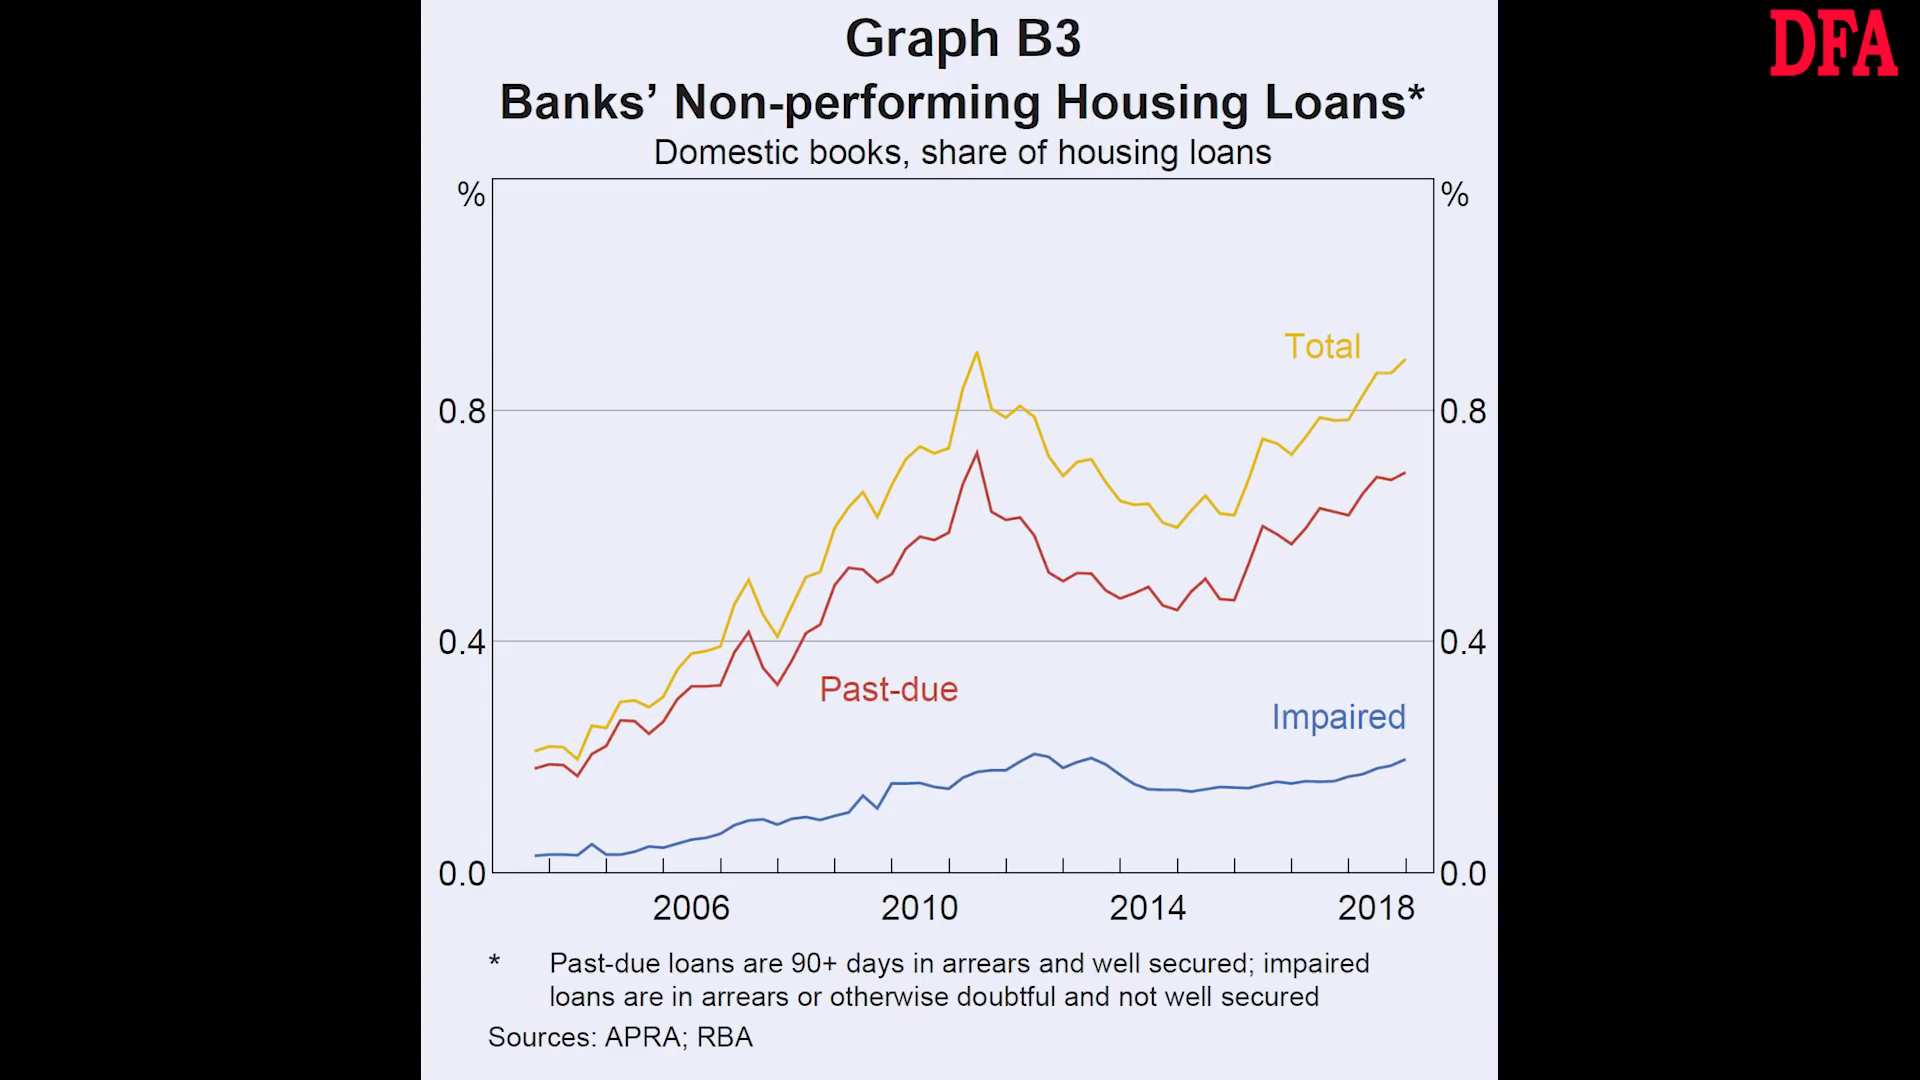 DFA
Graph B3
Banks’ Non-performing Housing Loans*
Domestic books, share of housing loans
% %
Total
0.8 0.8
0.4 0.4
Past-due
Impaired
0.0 0.0
2006 2010 2014 2018
* Past-due loans are 90+ days in arrears and well secured; impaired
loans are in arrears or otherwise doubtful and not well secured
Sources: APRA; RBA